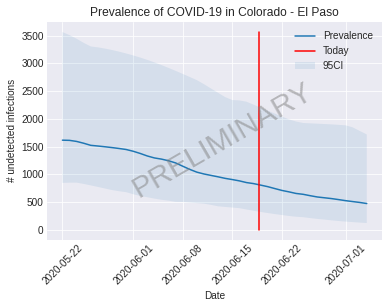 Prevalence of COVID-19 in Colorado - El Paso
3500
3000
2500
2000
1500
1000
500
0
# undetected infections
Prevalence
Today
95CI
PRELIMINARY
2020-05-22
2020-06-01
2020-06-08
2020-06-15
2020-06-22
2020-07-01
Date